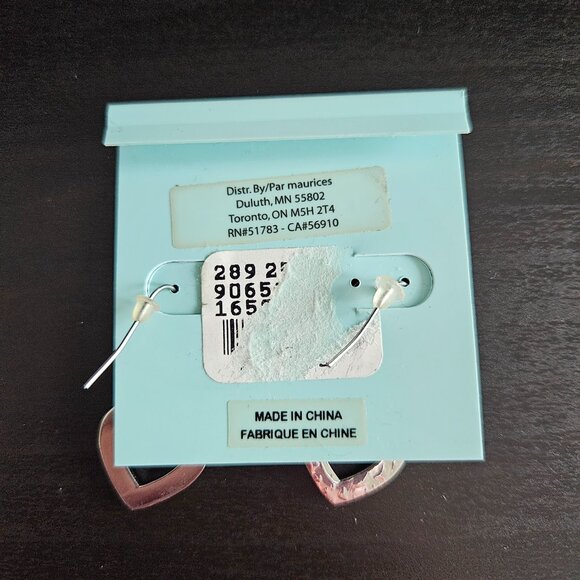 Distr. By/Par maurices
Duluth, MN 55802
Toronto, ON M5H 2T4
RN#51783 - CA#56910
289
MADE IN CHINA
FABRIQUE EN CHINE